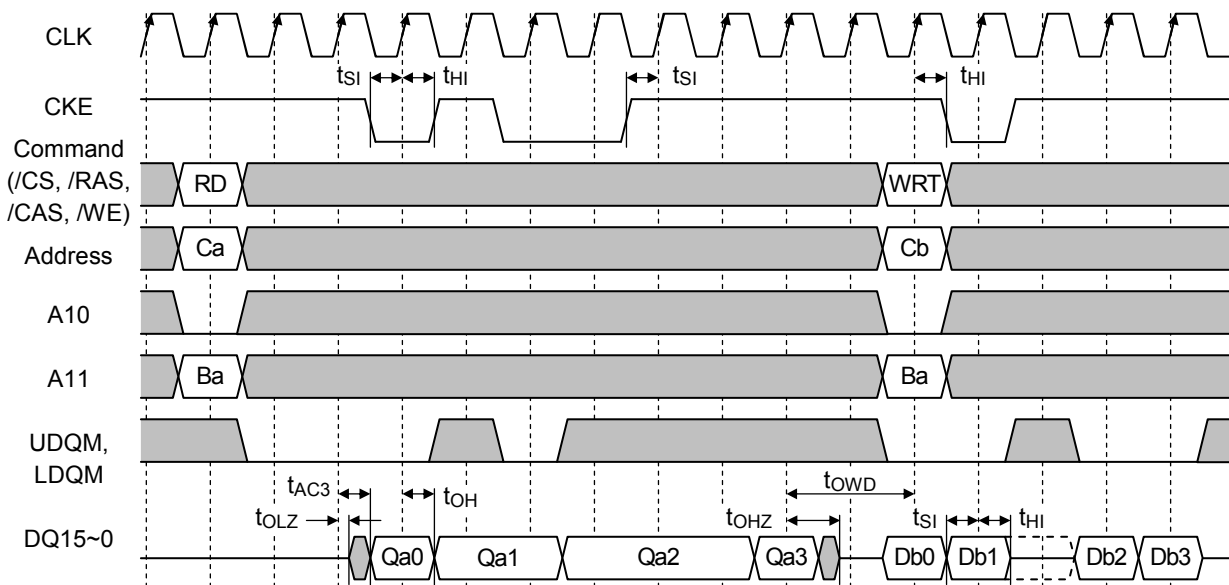 CLK
tSI tHI tSI tHI
CKE
Command
(/CS, /RAS,
/CAS, /WE)
RD WRT
Address
Ca Cb
A10
A11
Ba Ba
UDQM,
LDQM
tAC3 tOH tOWD
tOLZ tOHZ tSI tHI
DQ15~0
Qa0 Qa1 Qa2 Qa3 Db0 Db1 Db2 Db3